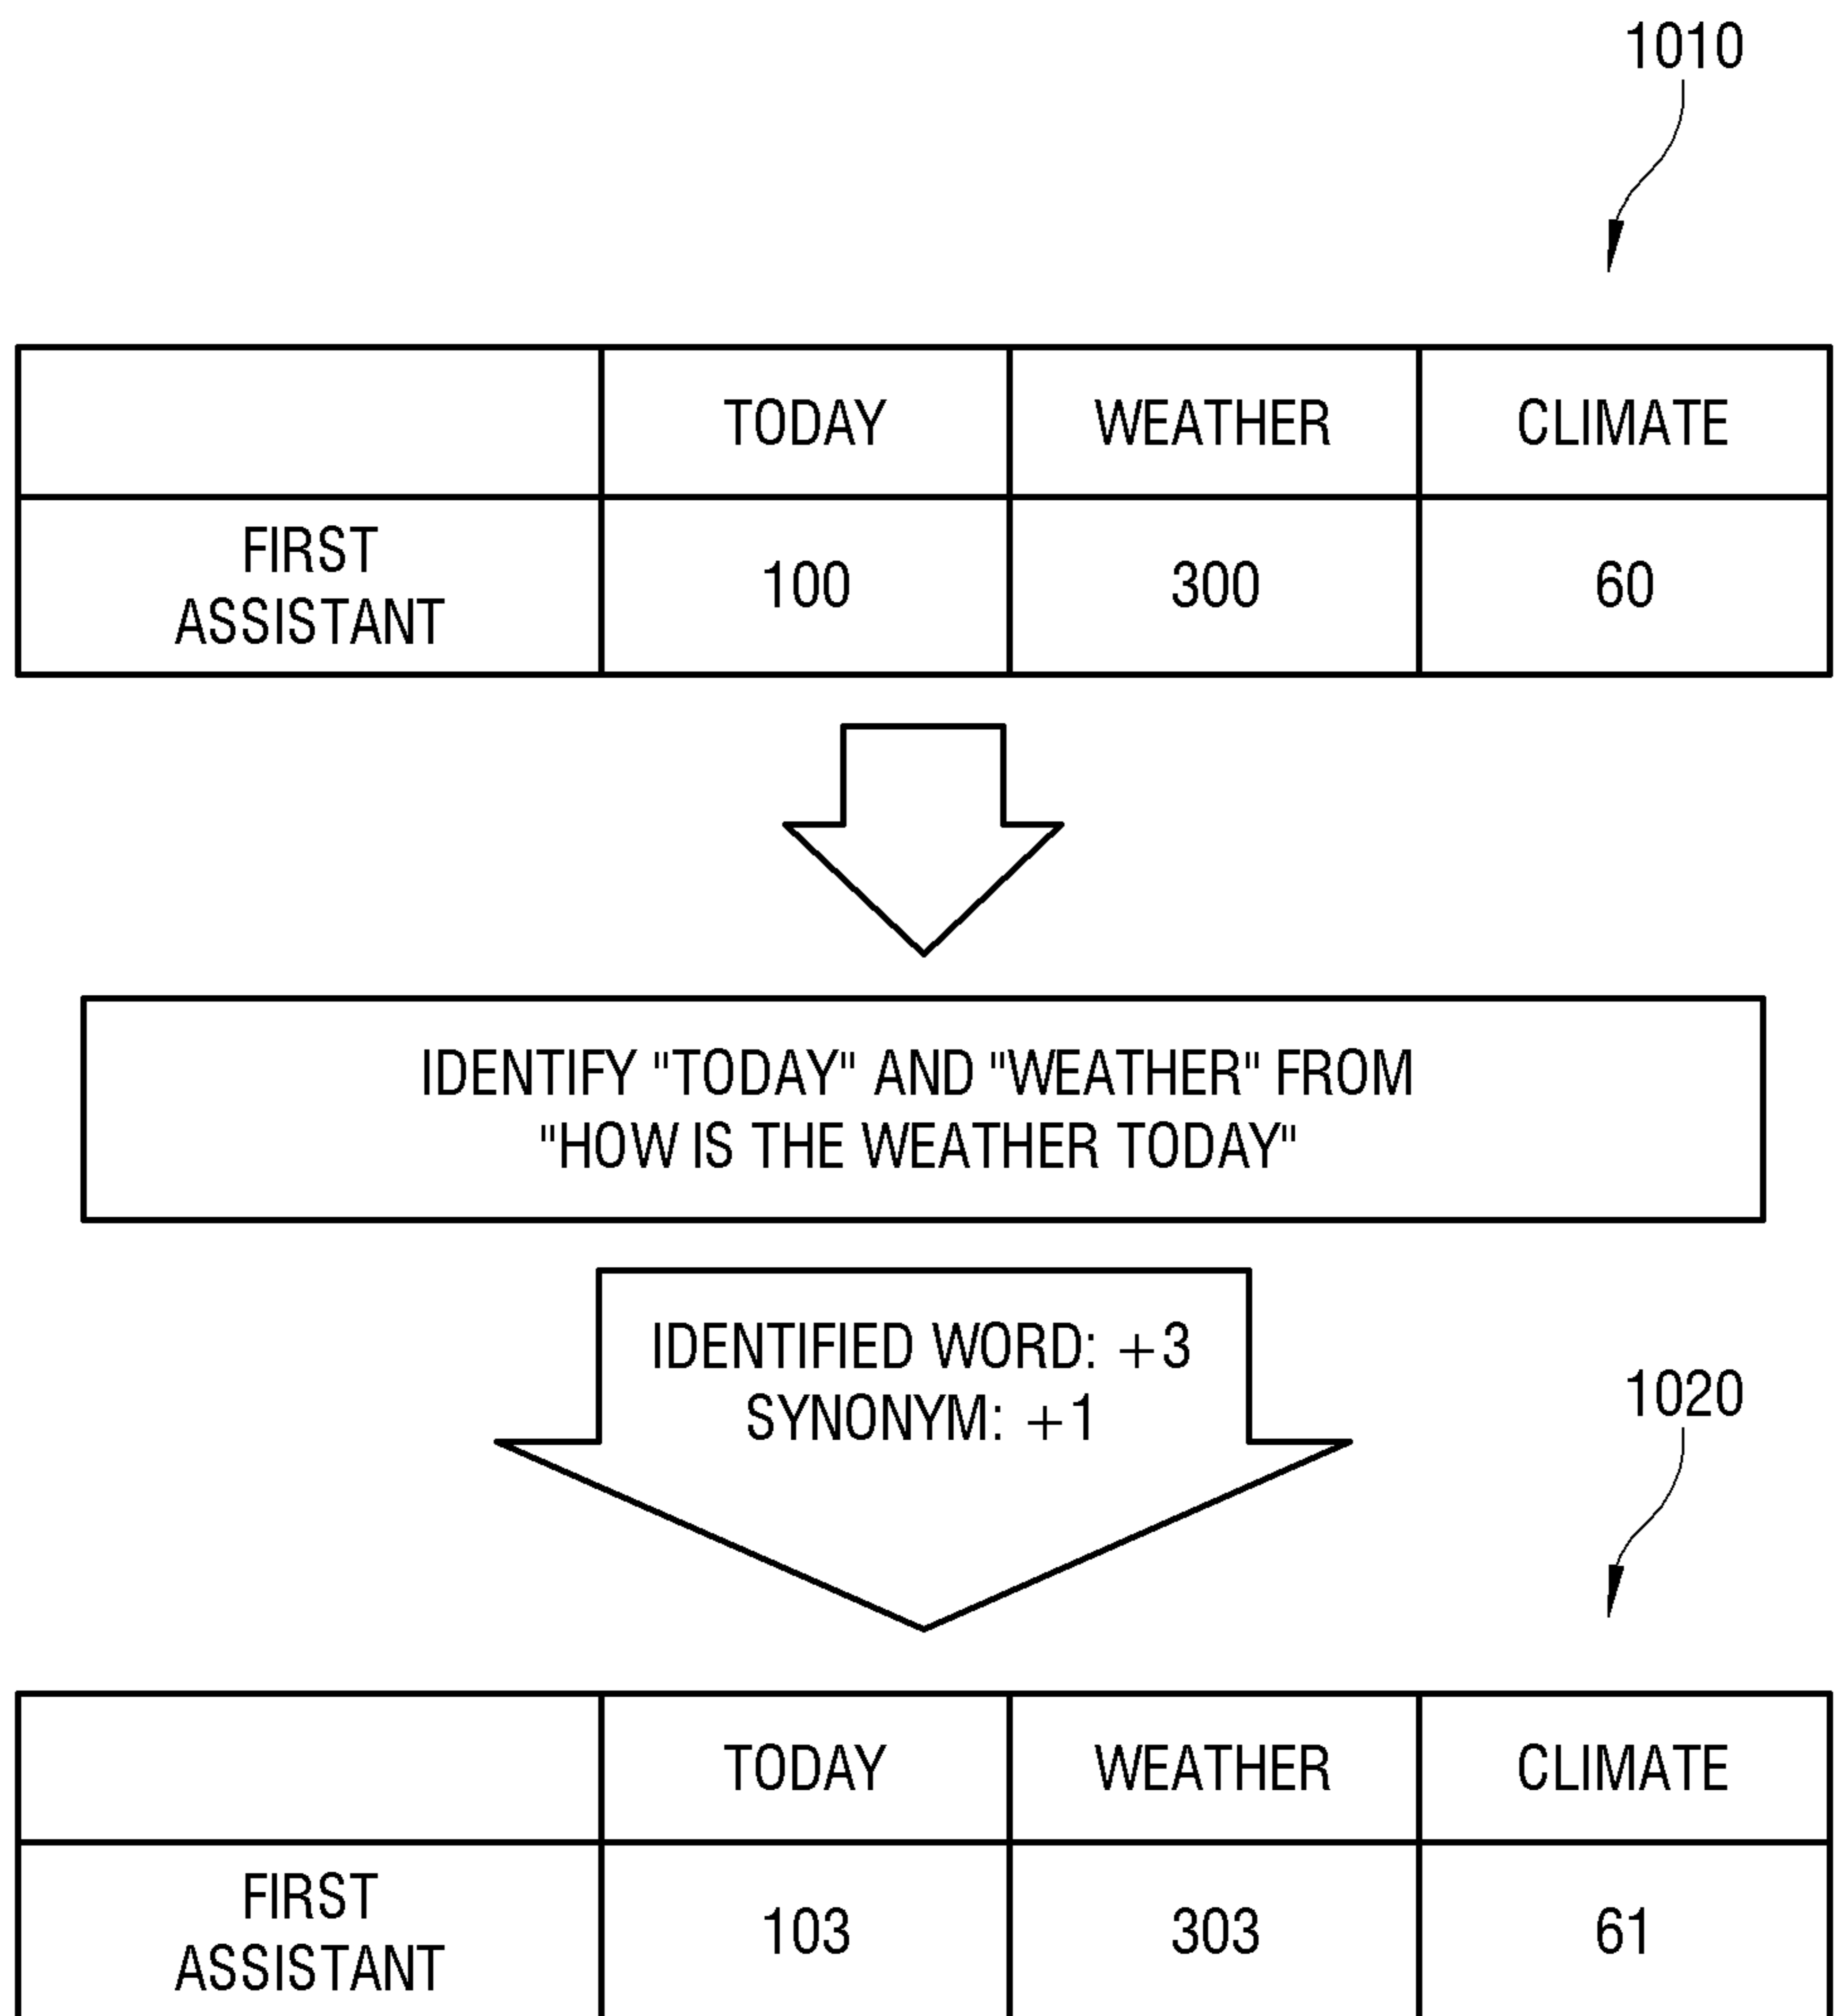 1010
TODAY WEATHER CLIMATE
FIRST
ASSISTANT
100 300 60
IDENTIFY "TODAY" AND "WEATHER" FROM
"HOW IS THE WEATHER TODAY"
IDENTIFIED WORD: +3
SYNONYM: +1
1020
TODAY WEATHER CLIMATE
FIRST
ASSISTANT
103 303 61